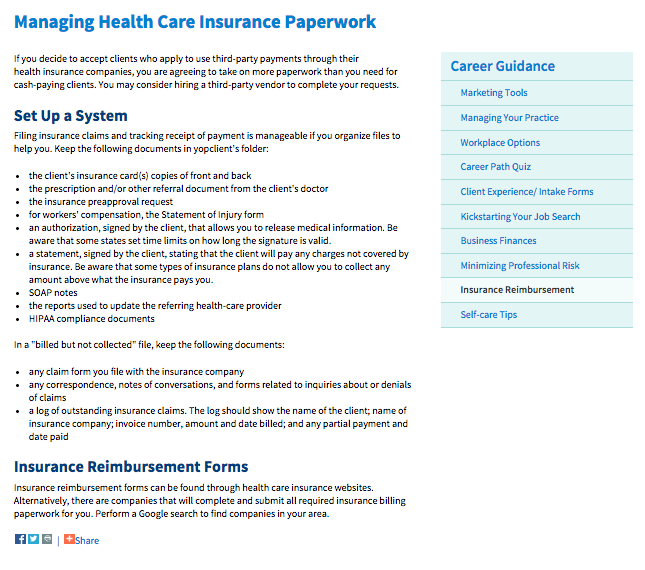 Managing Health Care Insurance Paperwork
If you decide to accept clients who apply to use third-party payments through their
health insurance companies, you are agreeing to take on more paperwork than you need for
cash-paying clients. You may consider hiring a third-party vendor to complete your requests.
Set Up a System
Filing insurance claims and tracking receipt of payment is manageable if you organize files to
help you. Keep the following documents in yopclient's folder:
• the client's insurance card(s) copies of front and back
• the prescription and/or other referral document from the client's doctor
• the insurance preapproval request
• for workers' compensation, the Statement of Injury form
• an authorization, signed by the client, that allows you to release medical information. Be
aware that some states set time limits on how long the signature is valid.
• a statement, signed by the client, stating that the client will pay any charges not covered by
insurance. Be aware that some types of insurance plans do not allow you to collect any
amount above what the insurance pays you.
• SOAP notes
• the reports used to update the referring health-care provider
• HIPAA compliance documents
In a "billed but not collected" file, keep the following documents:
• any claim form you file with the insurance company
• any correspondence, notes of conversations, and forms related to inquiries about or denials
of claims
• a log of outstanding insurance claims. The log should show the name of the client; name of
insurance company; invoice number, amount and date billed; and any partial payment and
date paid
Insurance Reimbursement Forms
Insurance reimbursement forms can be found through health care insurance websites.
Alternatively, there are companies that will complete and submit all required insurance billing
paperwork for you. Perform a Google search to find companies in your area.
| Share
Career Guidance
Marketing Tools
Managing Your Practice
Workplace Options
Career Path Quiz
Client Experience/ Intake Forms
Kickstarting Your Job Search
Business Finances
Minimizing Professional Risk
Insurance Reimbursement
Self-care Tips